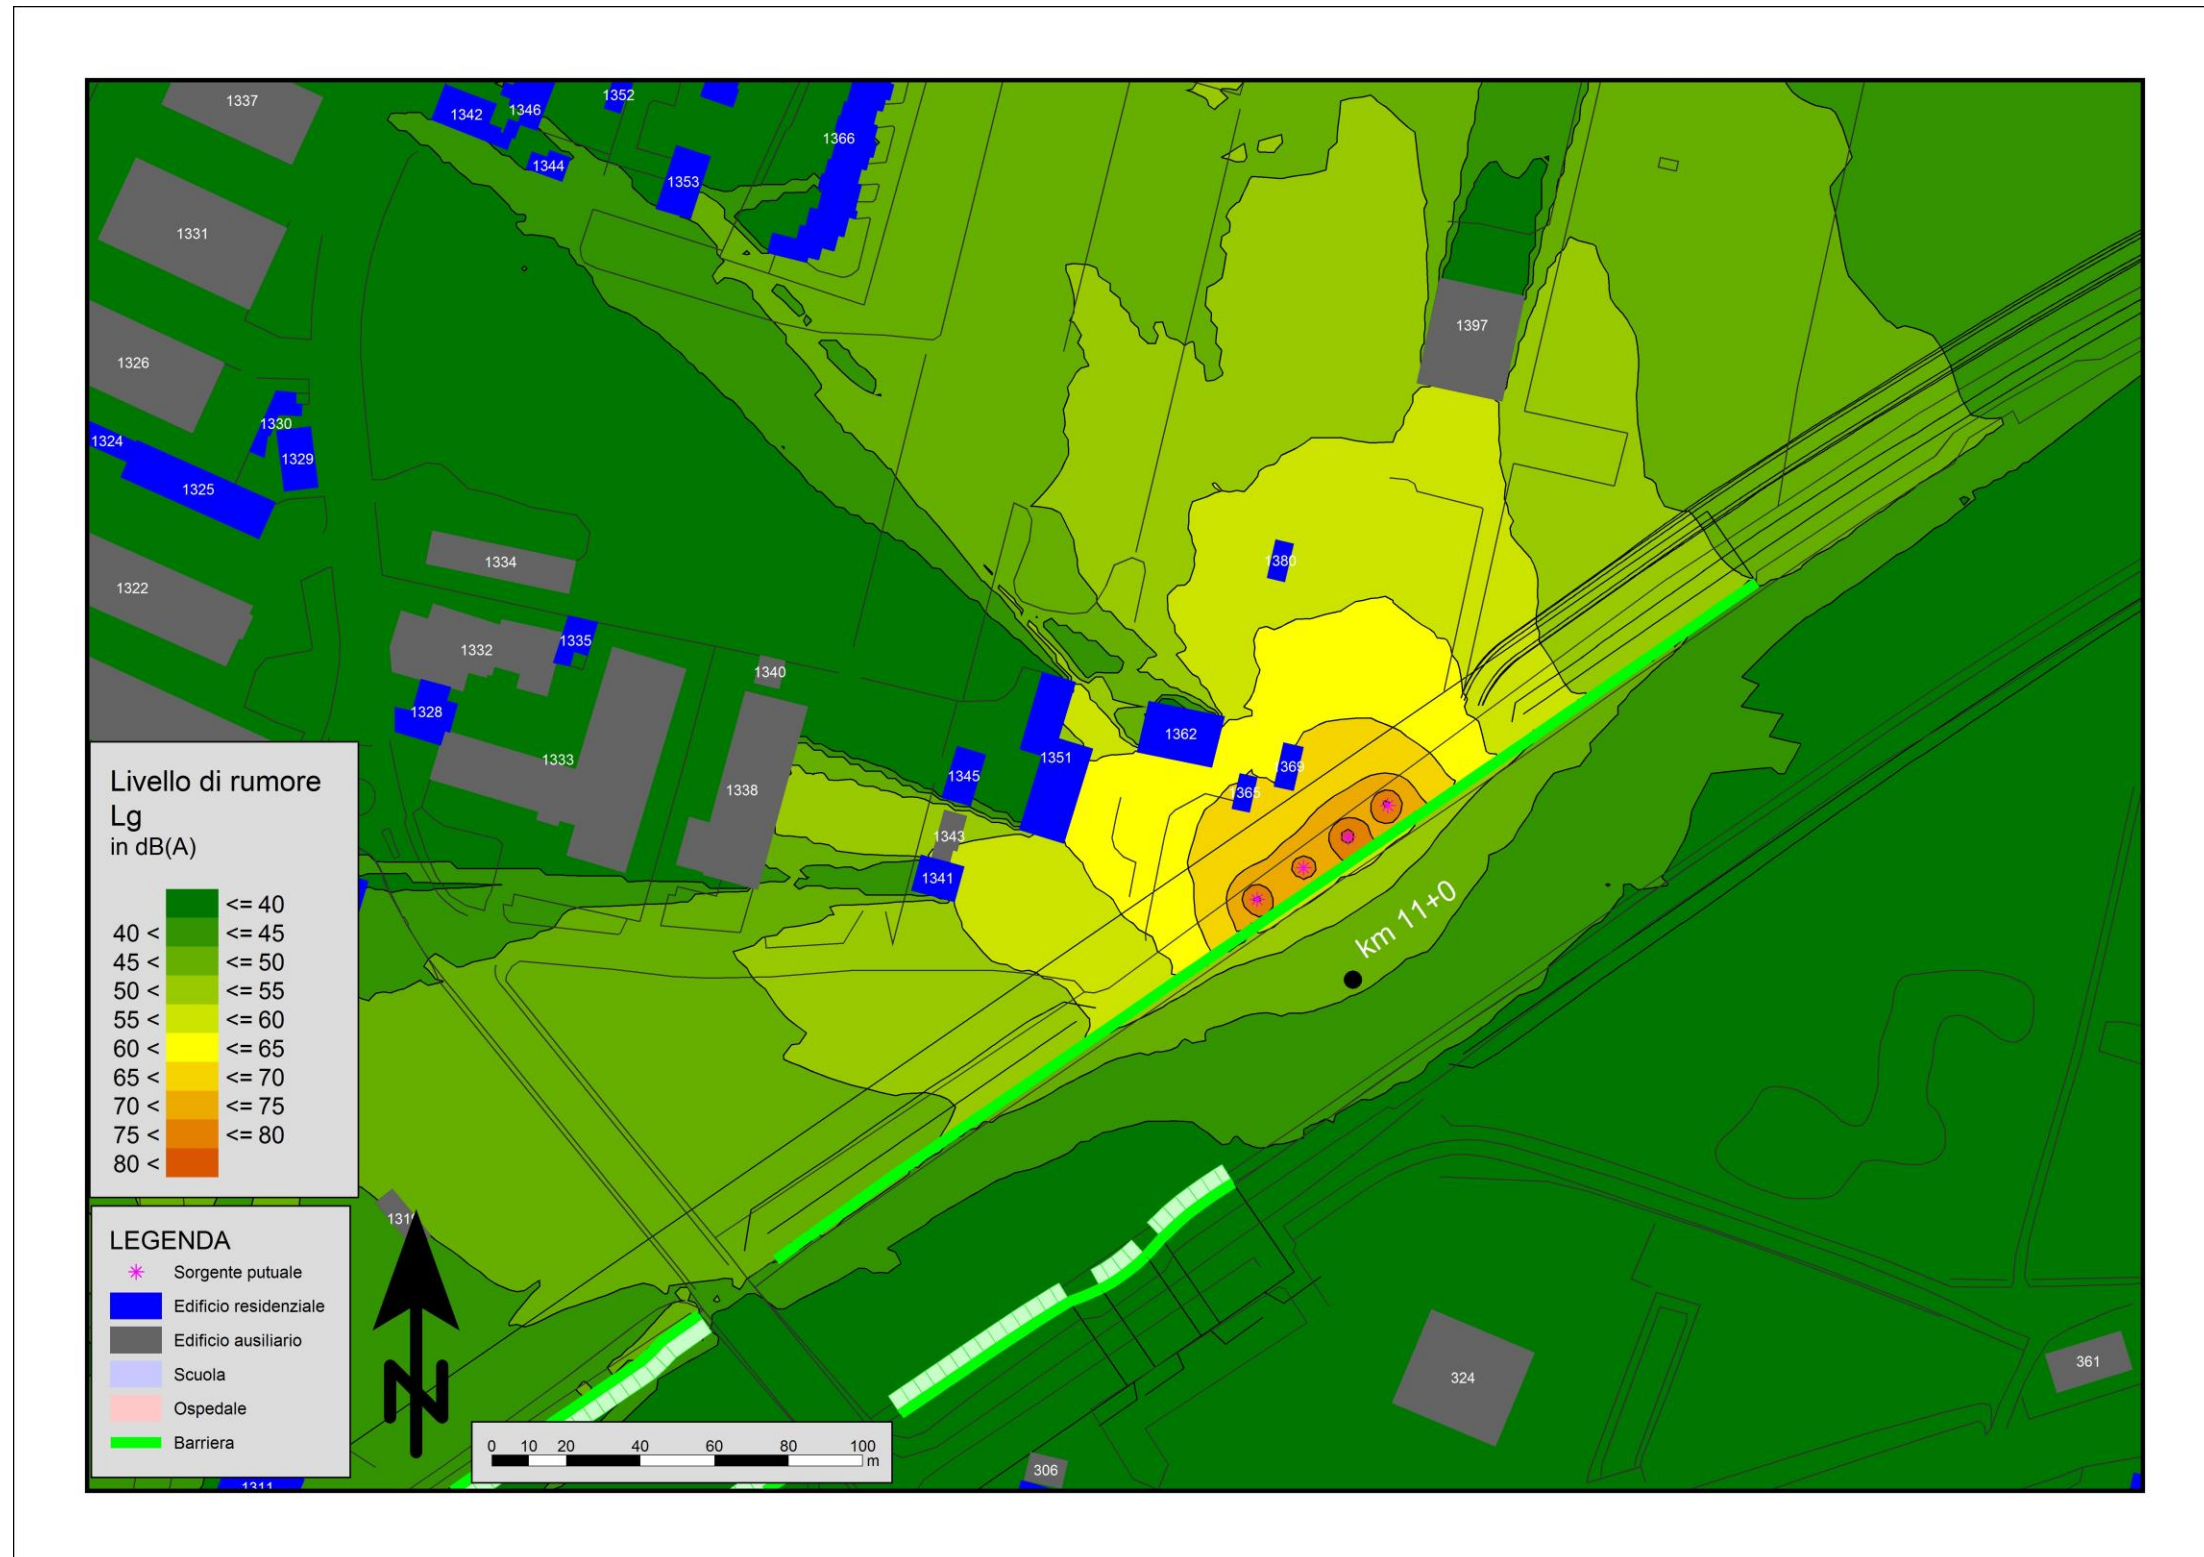 1337
1342
1346
1352
1366
1344
1353
1331
1397
1326
1330
1324
1329
1325
1334
1380
1322
1335
1332
1340
1328
1362
1333
1351
1345
1369
1338
1365
1343
1341
km 11+0
Livello di rumore
Lg
in dB(A)
<= 40
40 < <= 45
45 < <= 50
50 < <= 55
55 < <= 60
60 < <= 65
65 < <= 70
70 < <= 75
75 < <= 80
80 <
LEGENDA
Sorgente putuale
Edificio residenziale
Edificio ausiliario
Scuola
Ospedale
Barriera
N
0 10 20 40 60 80 100
m
324
361
306
1311